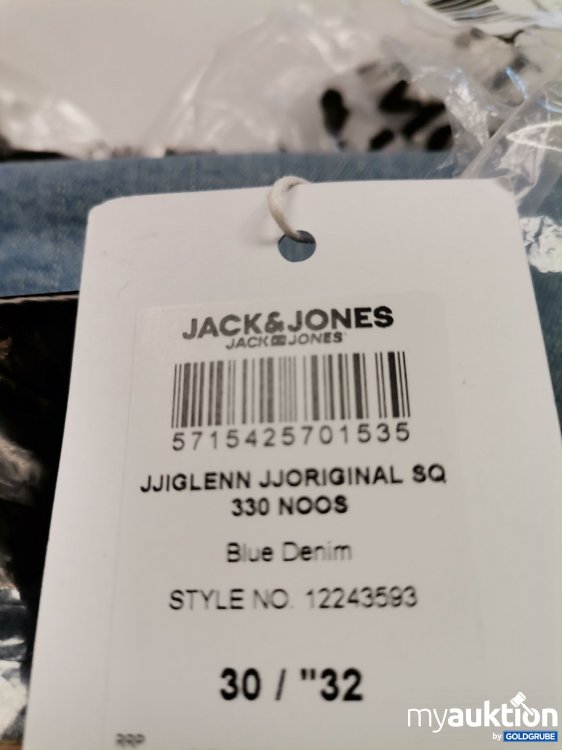 JACK&JONES
JACK & JONES
5715425701535
JJIGLENN JJORIGINAL SQ
330 NOOS
Blue Denim
STYLE NO. 12243593
30 / "32
RRP
myauktion
by GOLDGRUBE